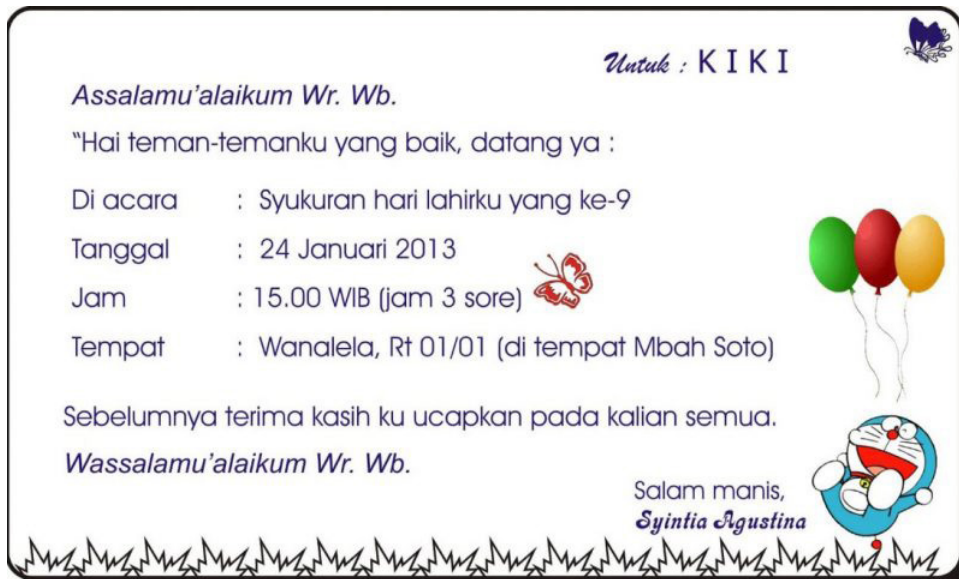 Untuk : KIKI
Assalamu'alaikum Wr. Wb.
"Hai teman-temanku yang baik, datang ya :
Di acara : Syukuran hari lahirku yang ke-9
Tanggal : 24 Januari 2013
Jam : 15.00 WIB (jam 3 sore)
Tempat : Wanalela, Rt 01/01 (di tempat Mbah Soto)
Sebelumnya terima kasih ku ucapkan pada kalian semua.
Wassalamu'alaikum Wr. Wb.
Salam manis,
Syintia Agustina